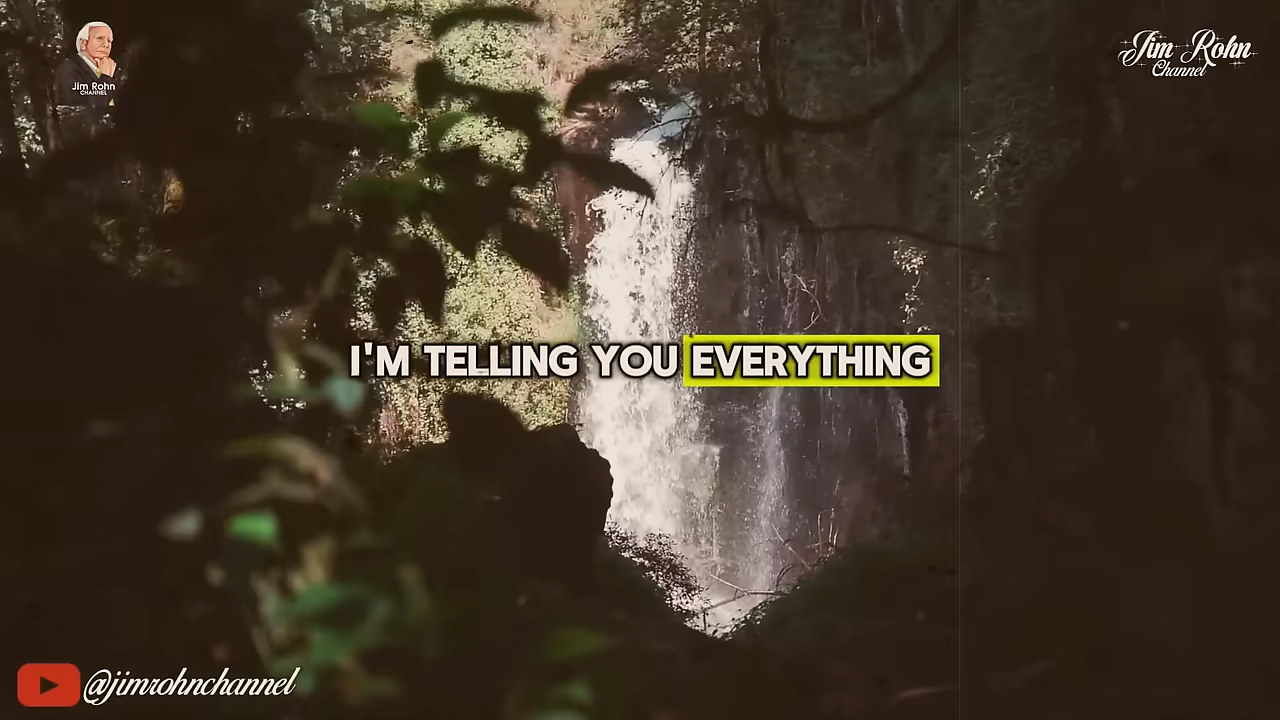 Jim Rohn
CHANNEL
Jim Rohn
Channel
I'M TELLING YOU EVERYTHING
@jimrohnchannel